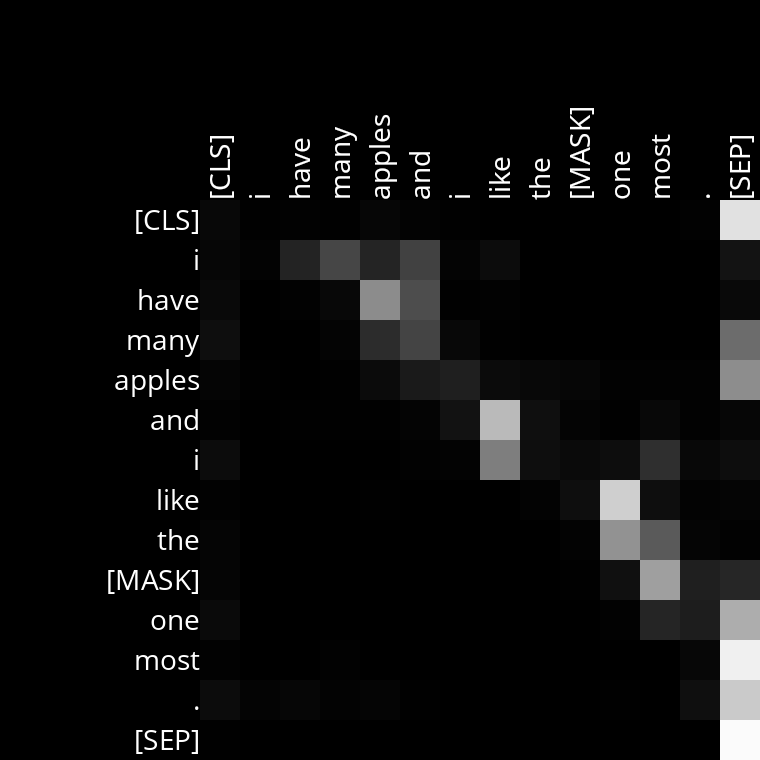 [CLS] i have many apples and i like the [MASK] one most . [SEP]
[CLS]
i
have
many
apples
and
i
like
the
[MASK]
one
most
.
[SEP]